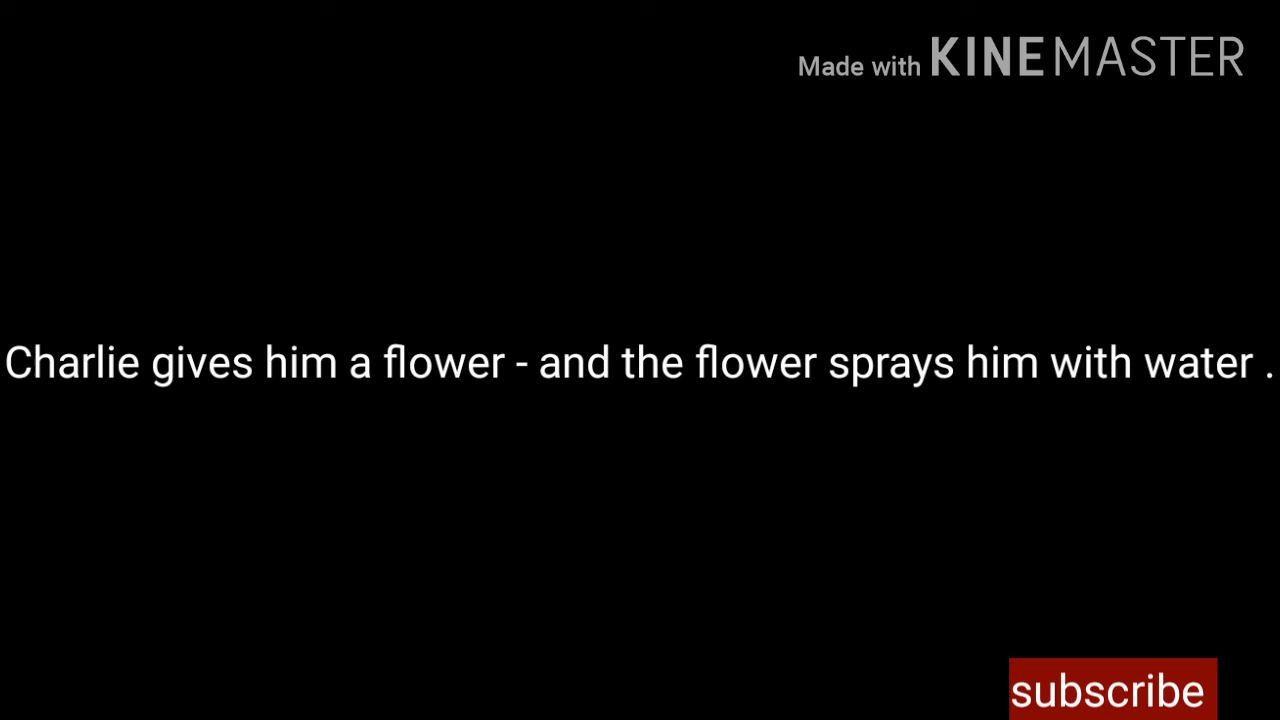 Made with KINEMASTER
Charlie gives him a flower - and the flower sprays him with water .
subscribe